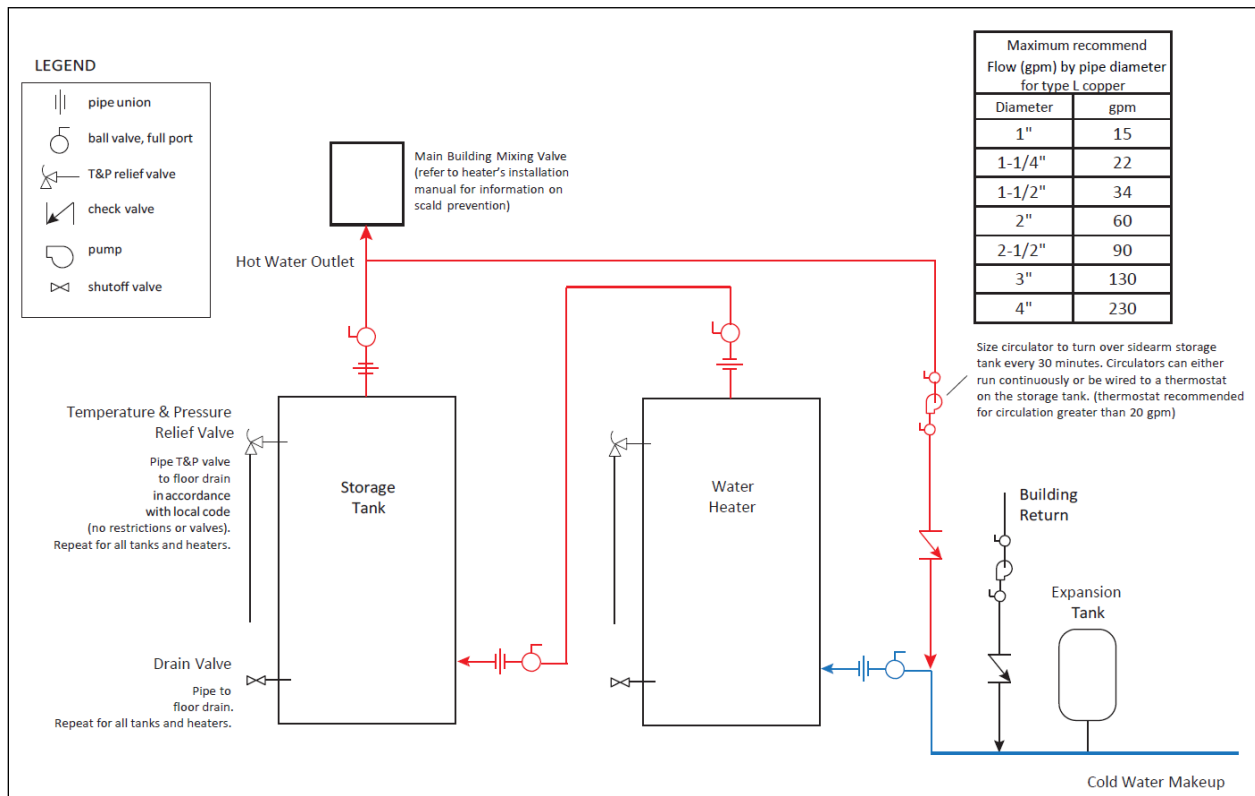 LEGEND
pipe union
ball valve, full port
T&P relief valve
check valve
pump
shutoff valve
Main Building Mixing Valve
(refer to heater's installation
manual for information on
scald prevention)
Hot Water Outlet
Maximum recommend
Flow (gpm) by pipe diameter
for type L copper
Diameter gpm
1" 15
1-1/4" 22
1-1/2" 34
2" 60
2-1/2" 90
3" 130
4" 230
Size circulator to turn over sidearm storage
tank every 30 minutes. Circulators can either
run continuously or be wired to a thermostat
on the storage tank. (thermostat recommended
for circulation greater than 20 gpm)
Temperature & Pressure
Relief Valve
Pipe T&P valve
to floor drain
in accordance
with local code
(no restrictions or valves).
Repeat for all tanks and heaters.
Storage
Tank
Water
Heater
Building
Return
Expansion
Tank
Drain Valve
Pipe to
floor drain.
Repeat for all tanks and heaters.
Cold Water Makeup